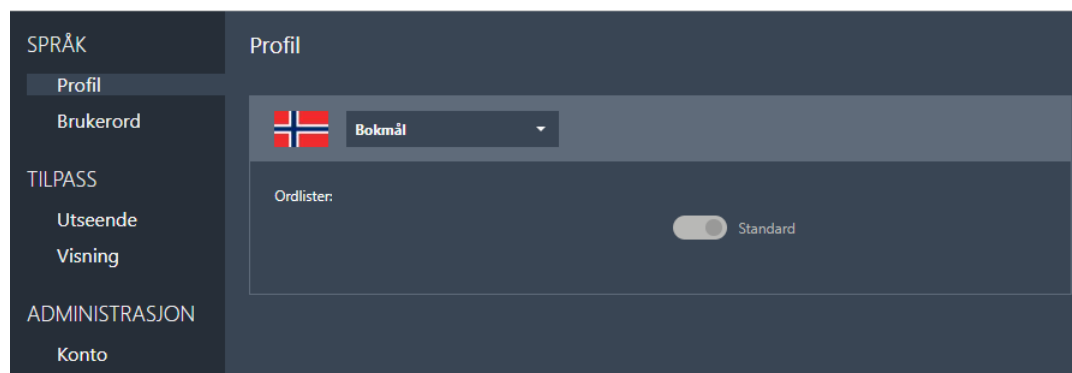 SPRÅK
Profil
Brukerord
TILPASS
Utseende
Visning
ADMINISTRASJON
Konto
Profil
Bokmål
Ordlister:
Standard